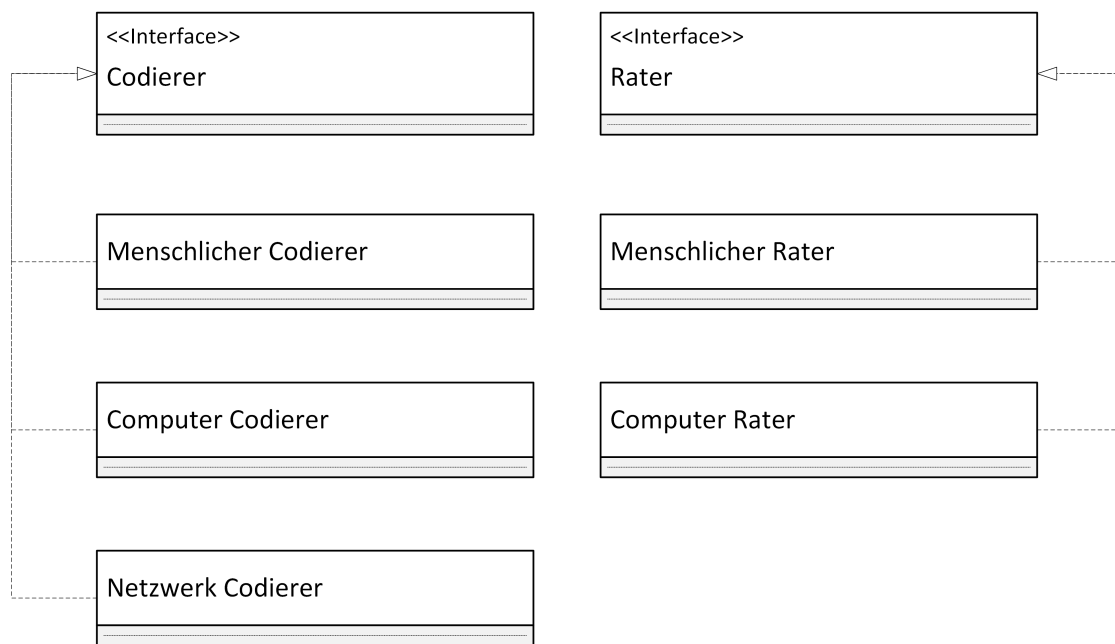 <<Interface>>
Codierer
<<Interface>>
Rater
Menschlicher Codierer
Menschlicher Rater
Computer Codierer
Computer Rater
Netzwerk Codierer